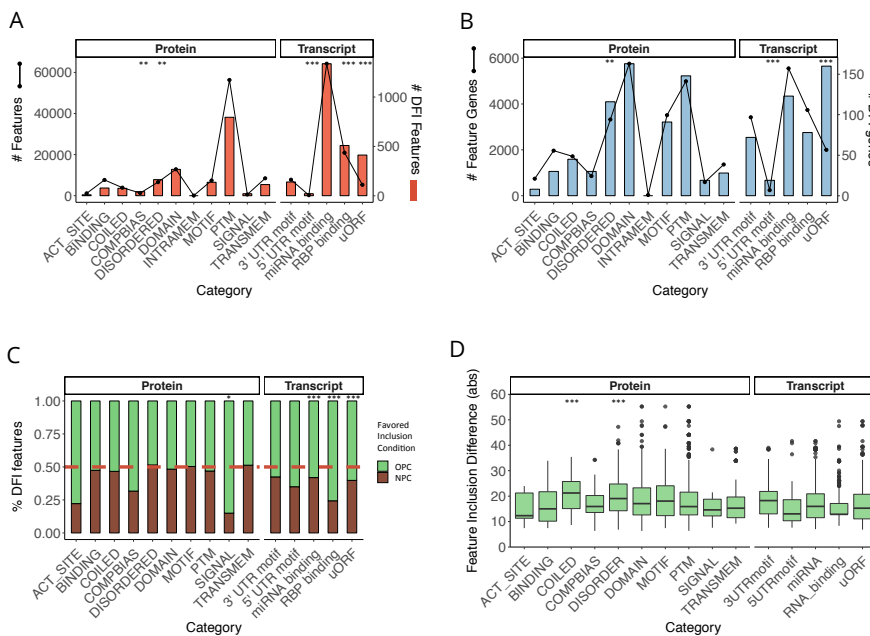 A
Protein
Transcript
** ** *** *** ***
# Features
60000
40000
20000
0
# DFI Features
1000
500
0
ACT_SITE
BINDING
COILED
COMPBIAS
DISORDERED
DOMAIN
INTRAMEM
MOTIF
PTM
SIGNAL
TRANSMEM
3' UTR motif
5' UTR motif
miRNA binding
RBP binding
uORF
Category
B
Protein
Transcript
** *** ***
# Feature Genes
6000
4000
2000
0
150
100
50
0
ACT_SITE
BINDING
COILED
COMPBIAS
DISORDERED
DOMAIN
INTRAMEM
MOTIF
PTM
SIGNAL
TRANSMEM
3' UTR motif
5' UTR motif
miRNA binding
RBP binding
uORF
Category
C
Protein
Transcript
* *** *** ***
% DFI features
1.00
0.75
0.50
0.25
0.00
Favored
Inclusion
Condition
OPC
NPC
ACT_SITE
BINDING
COILED
COMPBIAS
DISORDERED
DOMAIN
MOTIF
PTM
SIGNAL
TRANSMEM
3' UTR motif
5' UTR motif
miRNA binding
RBP binding
uORF
Category
D
Protein
Transcript
*** ***
Feature Inclusion Difference (abs)
60
50
40
30
20
10
0
ACT_SITE
BINDING
COILED
COMPBIAS
DISORDER
DOMAIN
MOTIF
PTM
SIGNAL
TRANSMEM
3UTRmotif
5UTRmotif
miRNA
RNA_binding
uORF
Category